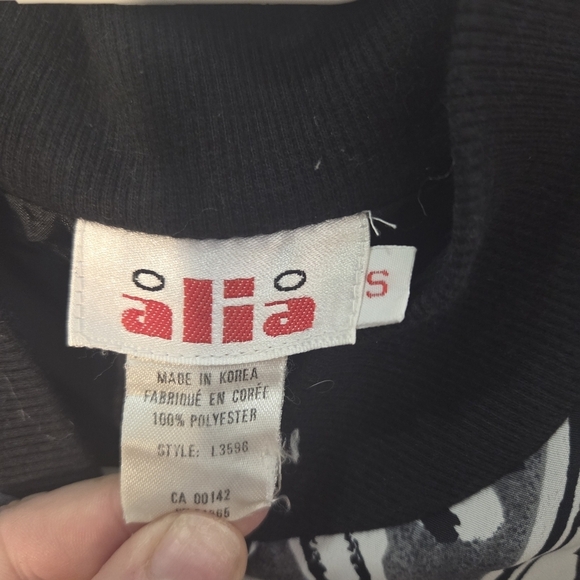 alia
S
MADE IN KOREA
FABRIQUÉ EN CORÉE
100% POLYESTER
STYLE: L3596
CA 00142